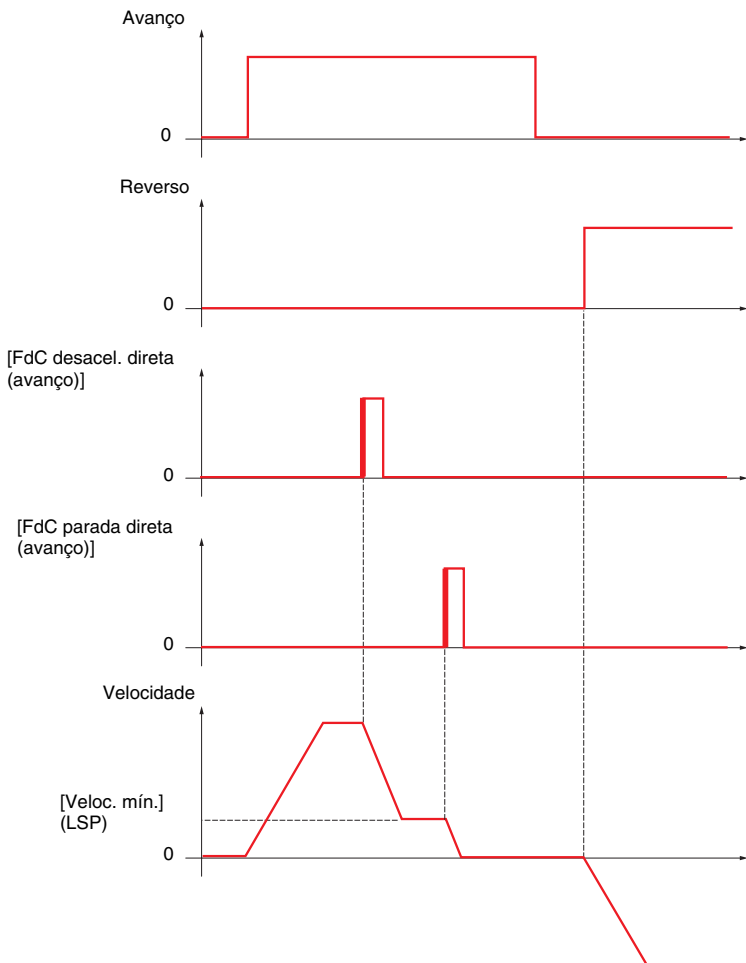 Avanço
0
Reverso
0
[FdC desacel. direta
(avanço)]
0
[FdC parada direta
(avanço)]
0
Velocidade
[Veloc. mín.]
(LSP)
0